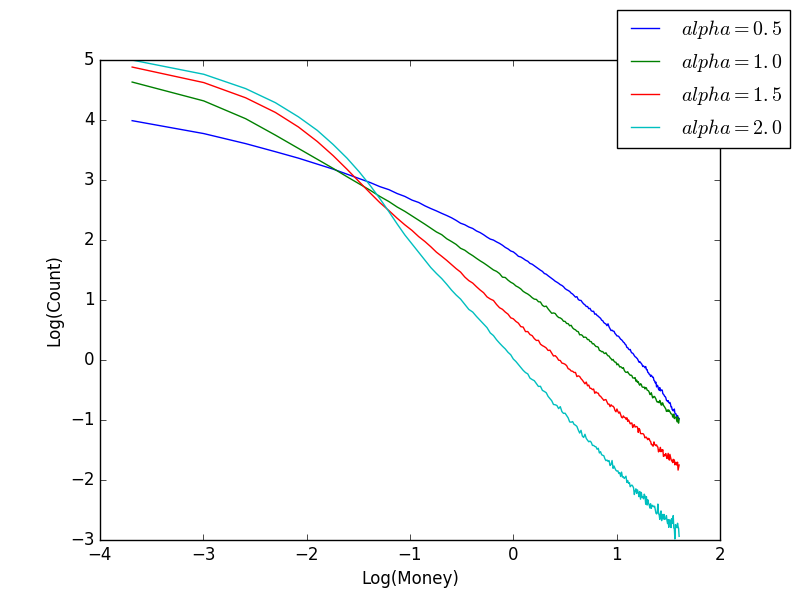 alpha = 0.5
alpha = 1.0
alpha = 1.5
alpha = 2.0
5
4
3
2
1
0
−1
−2
−3
Log(Count)
−4 −3 −2 −1 0 1 2
Log(Money)